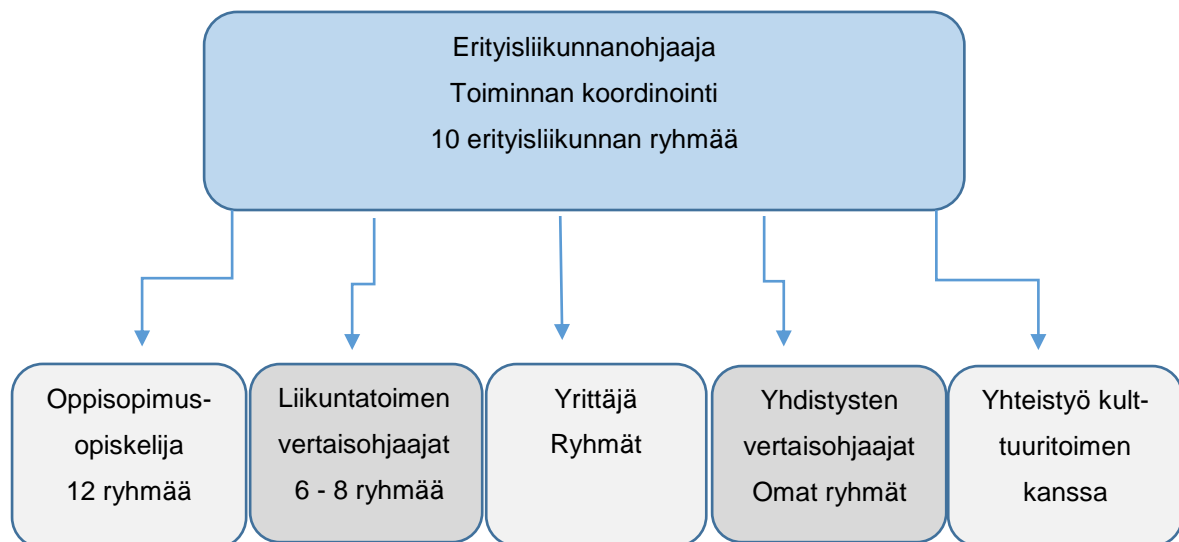 Erityisliikunnanohjaaja
Toiminnan koordinointi
10 erityisliikunnan ryhmää
Oppisopimus-
opiskelija
12 ryhmää
Liikuntatoimen
vertaisohjaajat
6 - 8 ryhmää
Yrittäjä
Ryhmät
Yhdistysten
vertaisohjaajat
Omat ryhmät
Yhteistyö kult-
tuuritoimen
kanssa